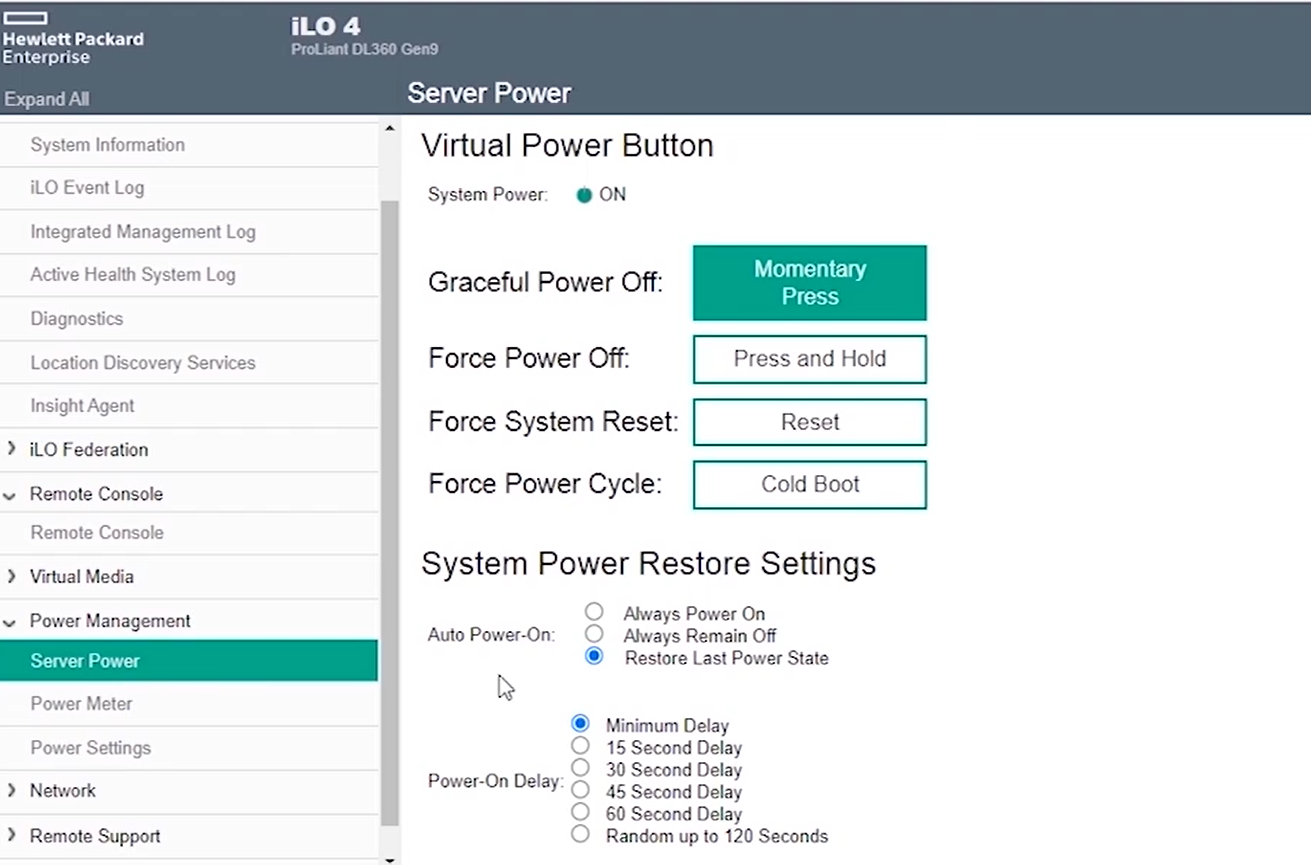 Hewlett Packard
Enterprise
iLO 4
ProLiant DL360 Gen9
Expand All
Server Power
System Information
iLO Event Log
Integrated Management Log
Active Health System Log
Diagnostics
Location Discovery Services
Insight Agent
iLO Federation
Remote Console
Remote Console
Virtual Media
Power Management
Server Power
Power Meter
Power Settings
Network
Remote Support
Virtual Power Button
System Power: ON
Graceful Power Off: Momentary
Press
Force Power Off: Press and Hold
Force System Reset: Reset
Force Power Cycle: Cold Boot
System Power Restore Settings
Auto Power-On:
Always Power On
Always Remain Off
Restore Last Power State
Power-On Delay:
Minimum Delay
15 Second Delay
30 Second Delay
45 Second Delay
60 Second Delay
Random up to 120 Seconds